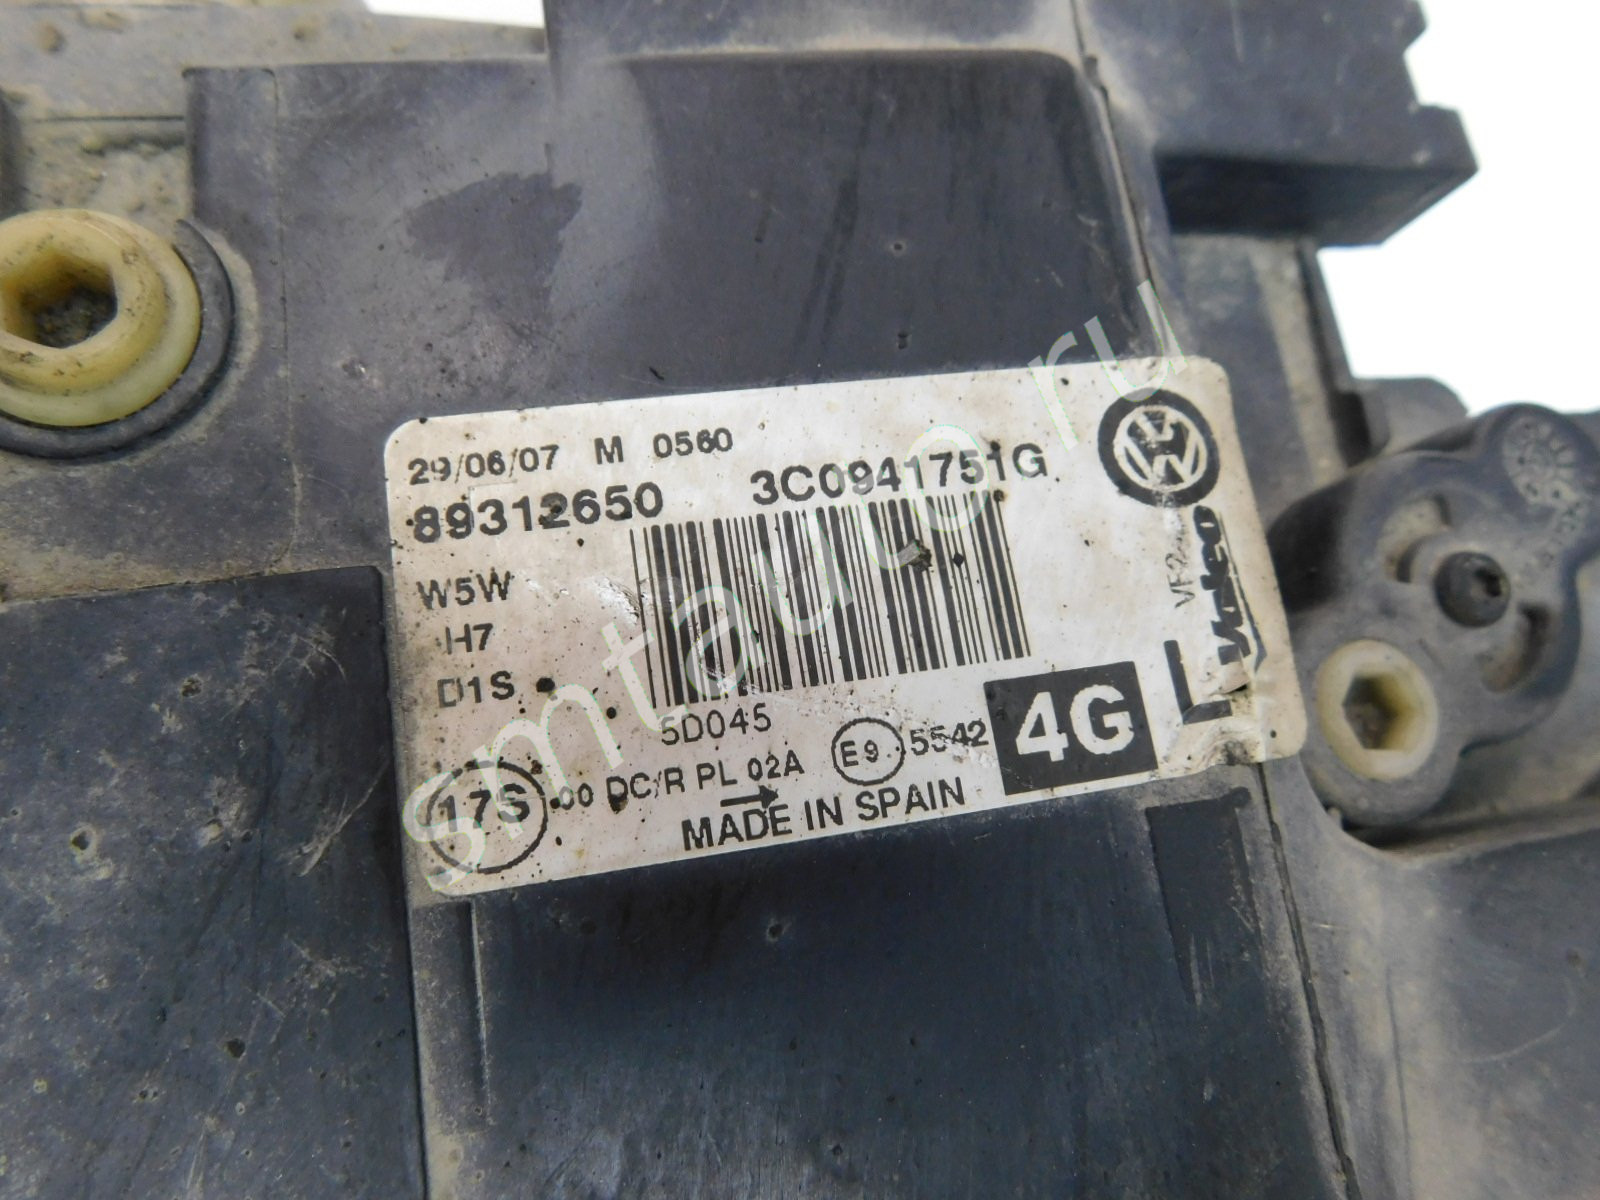 29/06/07 M 0560
89312650 3C0941751G
W5W
H7
D1S
5D045
17S .00 DC/R PL 02A E9 5542 4G L
MADE IN SPAIN
Valeo
smtauto.ru